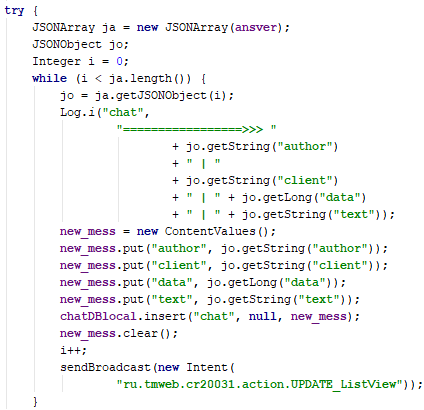 try {
JSONArray ja = new JSONArray(ansver);
JSONObject jo;
Integer i = 0;
while (i < ja.length()) {
jo = ja.getJSONObject(i);
Log.i("chat",
"=================>>> "
+ jo.getString("author")
+ " | "
+ jo.getString("client")
+ " | " + jo.getLong("data")
+ " | " + jo.getString("text"));
new_mess = new ContentValues();
new_mess.put("author", jo.getString("author"));
new_mess.put("client", jo.getString("client"));
new_mess.put("data", jo.getLong("data"));
new_mess.put("text", jo.getString("text"));
chatDBlocal.insert("chat", null, new_mess);
new_mess.clear();
i++;
sendBroadcast(new Intent(
"ru.tmweb.cr20031.action.UPDATE_ListView"));
}